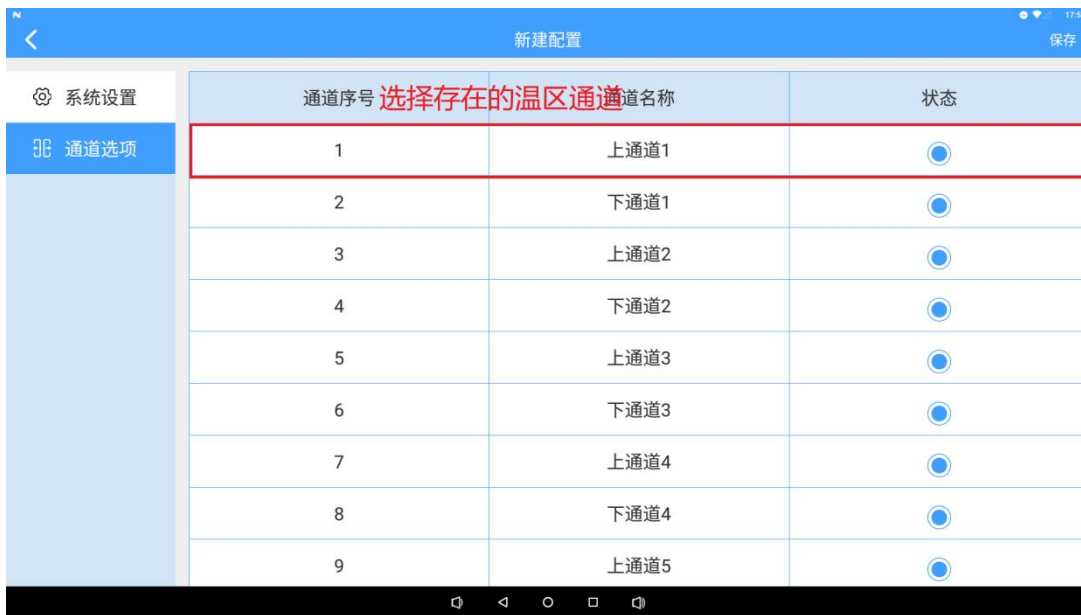 N
17:5
新建配置
保存
系统设置
通道选项
通道序号 选择存在的温区通道 通道名称 状态
1 上通道1
2 下通道1
3 上通道2
4 下通道2
5 上通道3
6 下通道3
7 上通道4
8 下通道4
9 上通道5